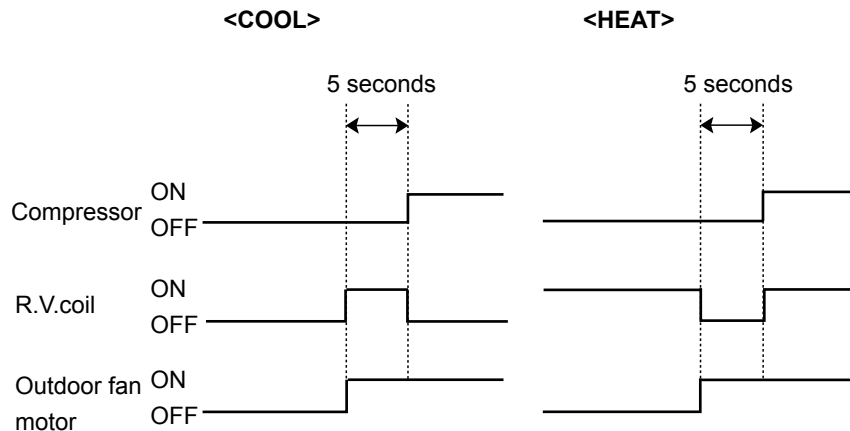 <COOL>
<HEAT>
5 seconds
5 seconds
Compressor
ON
OFF
R.V.coil
ON
OFF
Outdoor fan
motor
ON
OFF